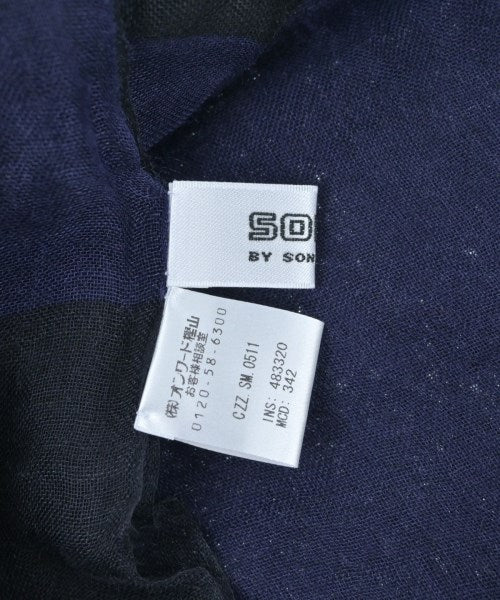 SO
BY SON
(株)オンワード樫山
お客様相談室
0120-58-6300
CZZ.SM.0511
INS: 483320
MCD: 342